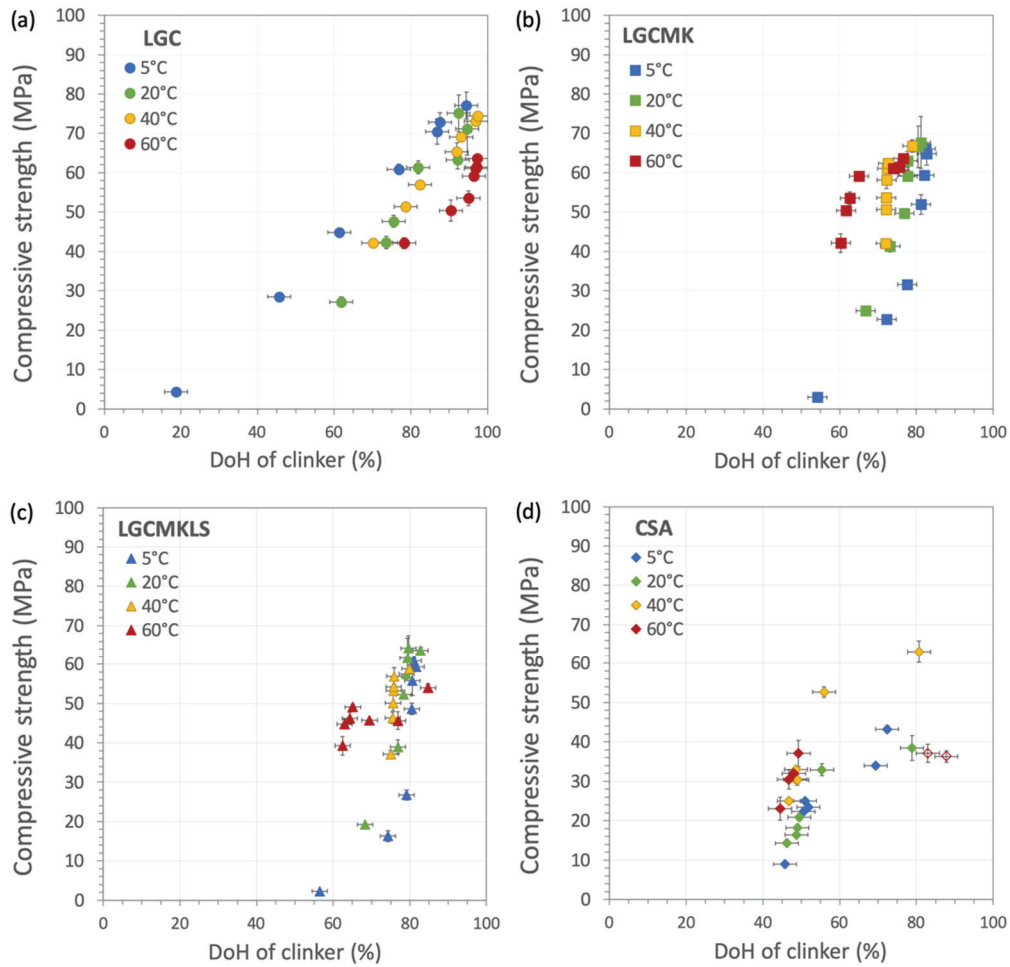 (a)
LGC
5°C
20°C
40°C
60°C
Compressive strength (MPa)
100
90
80
70
60
50
40
30
20
10
0
20
40
60
80
100
DoH of clinker (%)
(b)
LGCMK
5°C
20°C
40°C
60°C
Compressive strength (MPa)
100
90
80
70
60
50
40
30
20
10
0
0
20
40
60
80
100
DoH of clinker (%)
(c)
LGCMKLS
5°C
20°C
40°C
60°C
Compressive strength (MPa)
100
90
80
70
60
50
40
30
20
10
0
0
20
40
60
80
100
DoH of clinker (%)
(d)
CSA
5°C
20°C
40°C
60°C
Compressive strength (MPa)
100
90
80
70
60
50
40
30
20
10
0
0
20
40
60
80
100
DoH of clinker (%)